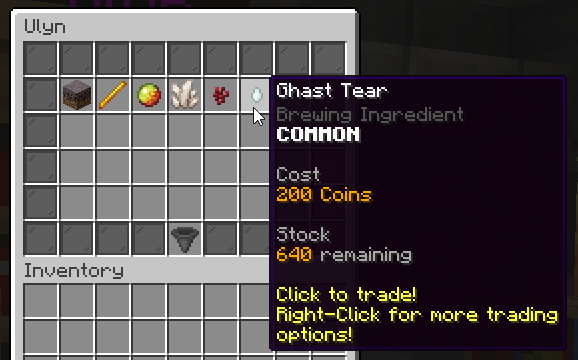 Ulyn
Ghast Tear
Brewing Ingredient
COMMON
Cost
200 Coins
Stock
640 remaining
Click to trade!
Right-Click for more trading
options!
Inventory